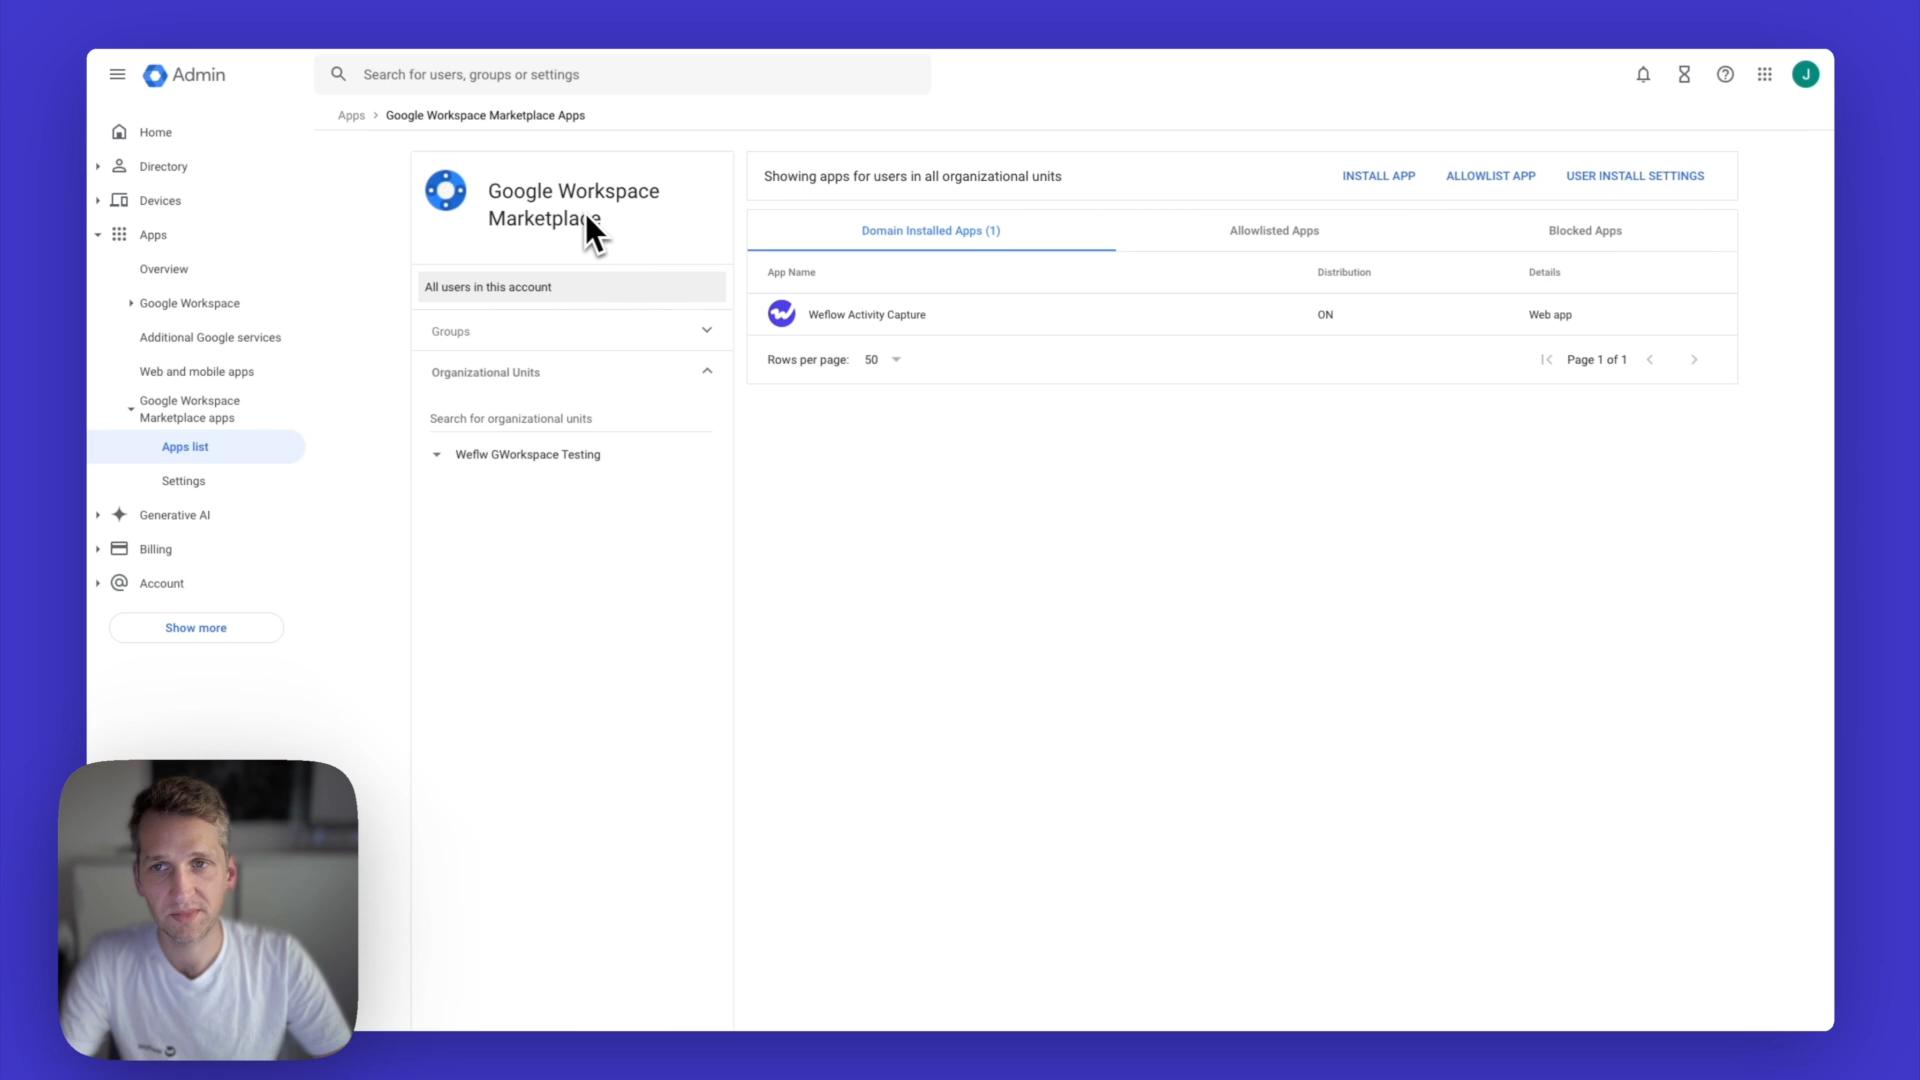 Admin
Search for users, groups or settings
J
Home
Directory
Devices
Apps
Overview
Google Workspace
Additional Google services
Web and mobile apps
Google Workspace
Marketplace apps
Apps list
Settings
Generative AI
Billing
Account
Show more
Apps > Google Workspace Marketplace Apps
Google Workspace
Marketplace
All users in this account
Groups
Organizational Units
Search for organizational units
Weflw GWorkspace Testing
Showing apps for users in all organizational units
INSTALL APP
ALLOWLIST APP
USER INSTALL SETTINGS
Domain Installed Apps (1)
Allowlisted Apps
Blocked Apps
App Name
Distribution
Details
Weflow Activity Capture
ON
Web app
Rows per page: 50
Page 1 of 1